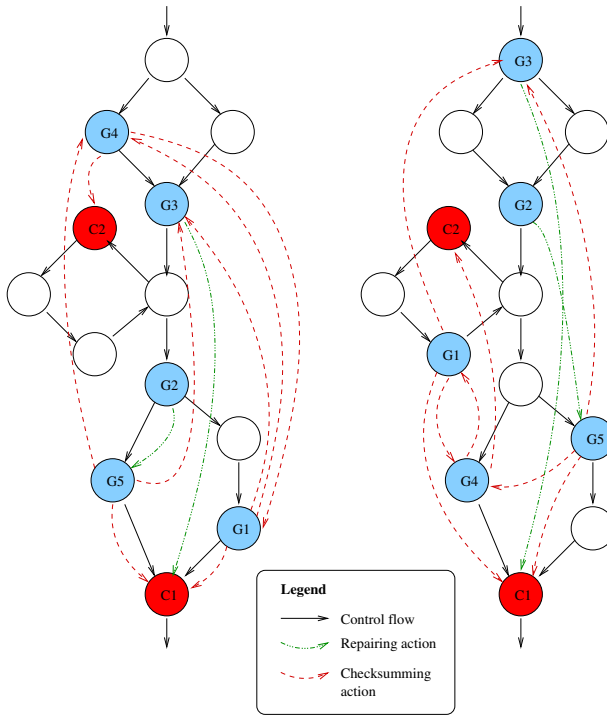 G4
G3
C2
G2
G5
G1
C1
G3
G2
C2
G1
G5
G4
C1
Legend
Control flow
Repairing action
Checksumming
action